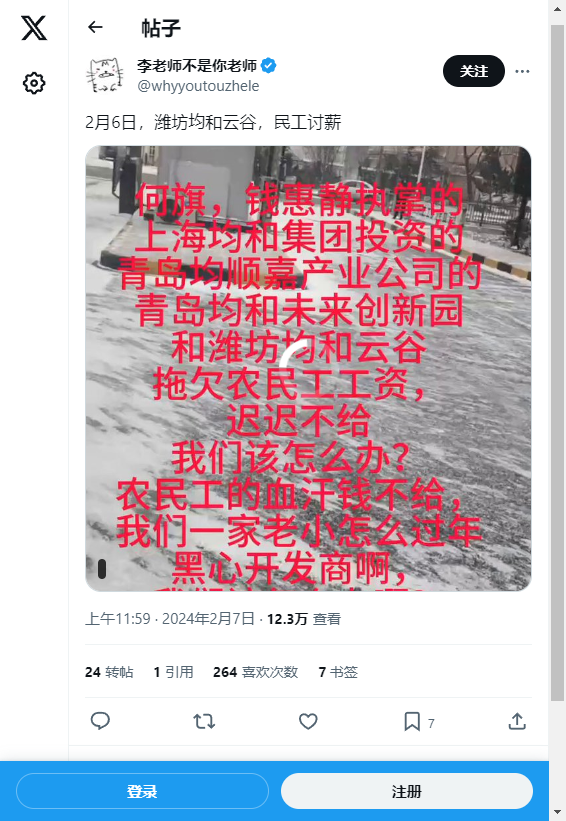 帖子
李老师不是你老师
@whyyoutouzhele
关注
2月6日，潍坊均和云谷，民工讨薪
何旗，钱惠静执掌的
上海均和集团投资的
青岛均顺嘉产业公司的
青岛均和未来创新园
和潍坊均和云谷
拖欠农民工工资，
迟迟不给
我们该怎么办？
农民工的血汗钱不给，
我们一家老小怎么过年
黑心开发商啊，
上午11:59 · 2024年2月7日 · 12.3万 查看
24 转帖 1 引用 264 喜欢次数 7 书签
7
登录
注册